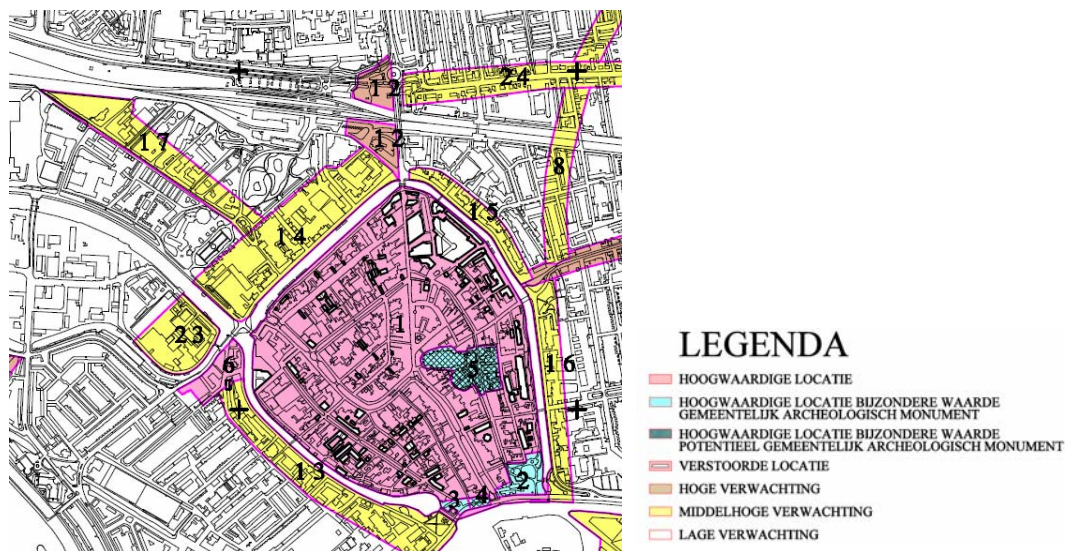 12
24
17
12
8
15
14
1
23
6
5
16
13
2
3
4
LEGENDA
HOOGWAARDIGE LOCATIE
HOOGWAARDIGE LOCATIE BIJZONDERE WAARDE
GEMEENTELIJK ARCHEOLOGISCH MONUMENT
HOOGWAARDIGE LOCATIE BIJZONDERE WAARDE
POTENTIEEL GEMEENTELIJK ARCHEOLOGISCH MONUMENT
VERSTOORDE LOCATIE
HOGE VERWACHTING
MIDDELHOGE VERWACHTING
LAGE VERWACHTING